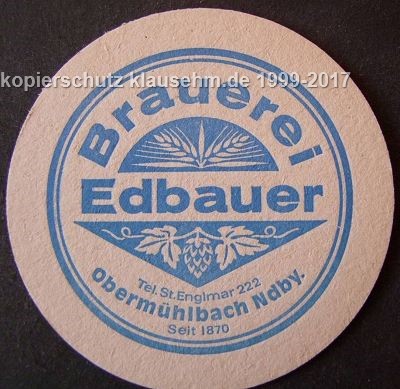 kopierschutz klausehm.de 1999-2017
Brauerei
Edbauer
Tel. St. Englmar 222
Obermühlbach Ndby.
Seit 1870